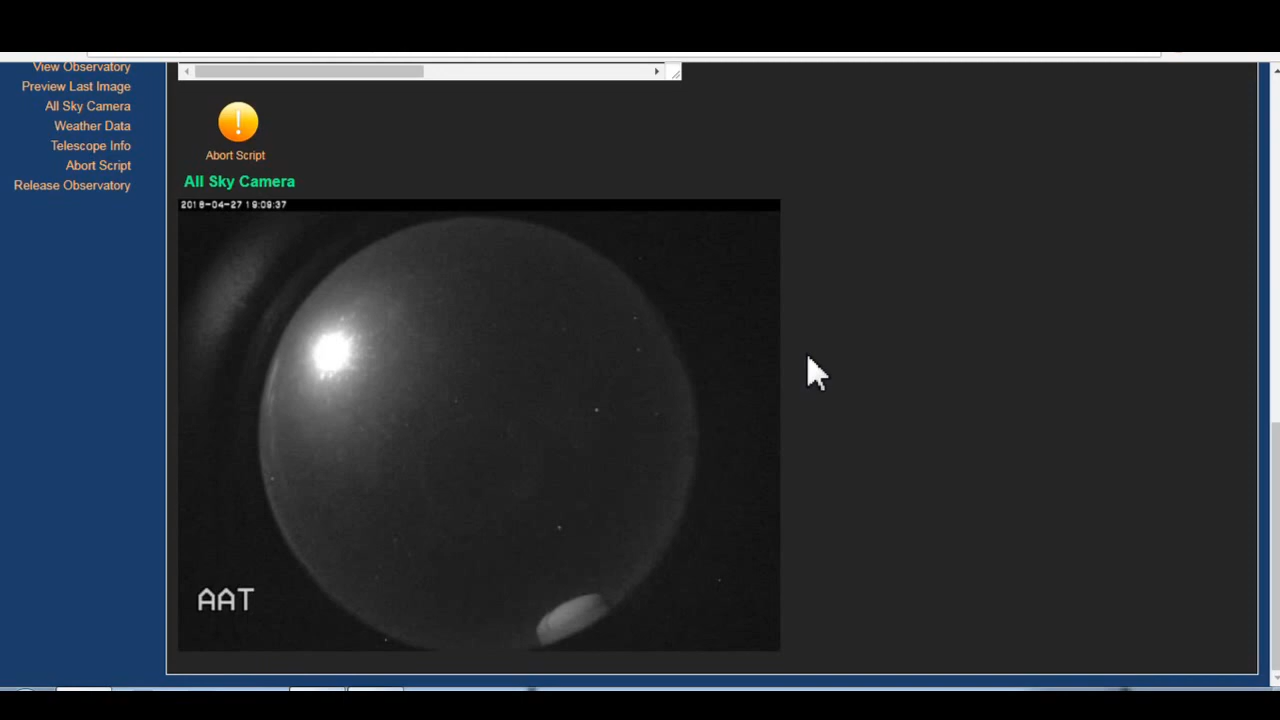 View Observatory
Preview Last Image
All Sky Camera
Weather Data
Telescope Info
Abort Script
Release Observatory
Abort Script
All Sky Camera
2018-04-27 19:09:37
AAT